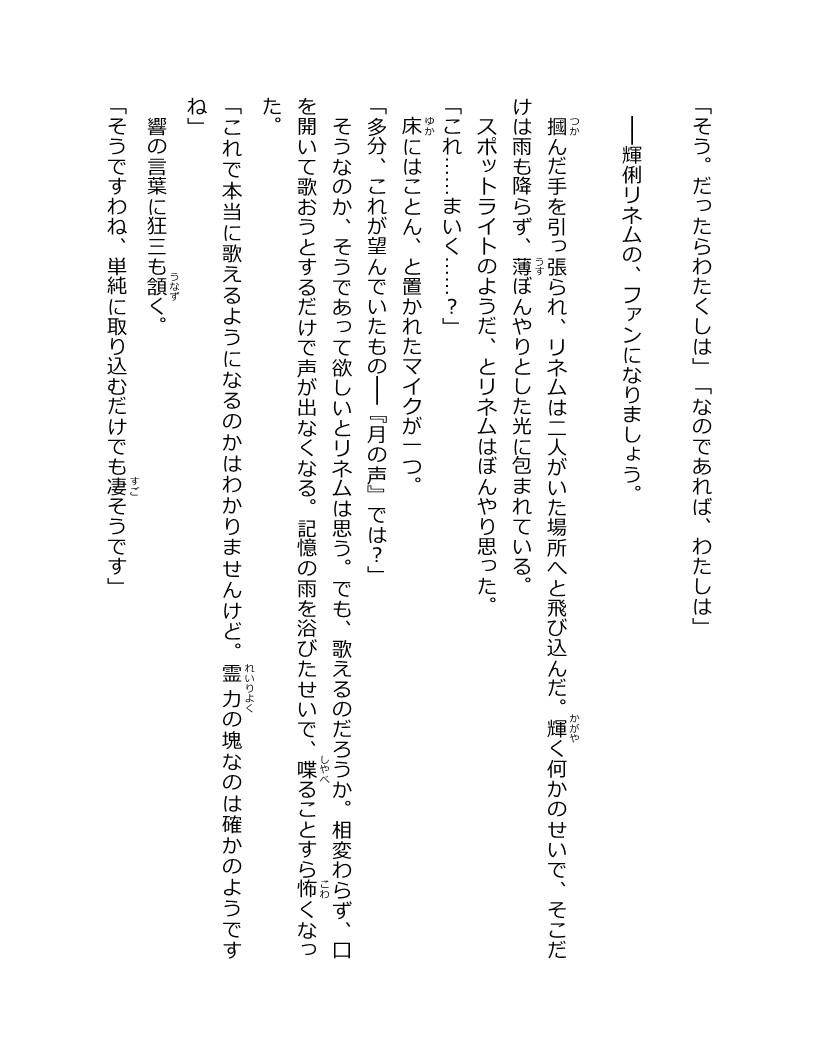 「そう。だったらわたくしは」「なのであれば、わたしは」
――輝俐リネムの、ファンになりましょう。
摑んだ手を引っ張られ、リネムは二人がいた場所へと飛び込んだ。輝く何かのせいで、そこだ
けは雨も降らず、薄ぼんやりとした光に包まれている。
スポットライトのようだ、とリネムはぼんやり思った。
「これ……まいく……？」
床にはことん、と置かれたマイクが一つ。
「多分、これが望んでいたもの――『月の声』では？」
そうなのか、そうであって欲しいとリネムは思う。でも、歌えるのだろうか。相変わらず、口
を開いて歌おうとするだけで声が出なくなる。記憶の雨を浴びたせいで、喋ることすら怖くなっ
た。
「これで本当に歌えるようになるのかはわかりませんけど。霊力の塊なのは確かのようです
ね」
響の言葉に狂三も頷く。
「そうですわね、単純に取り込むだけでも凄そうです」